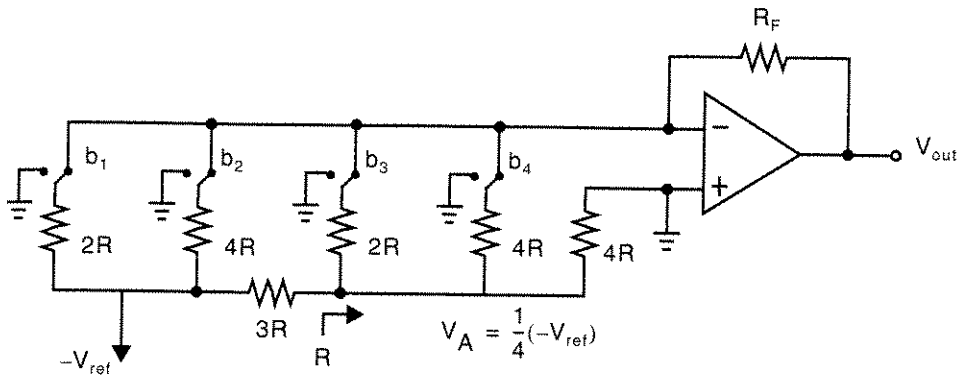 R_F
b_1
b_2
b_3
b_4
−
+
V_out
2R
4R
2R
4R
4R
3R
R
V_A = 1/4(-V_ref)
-V_ref